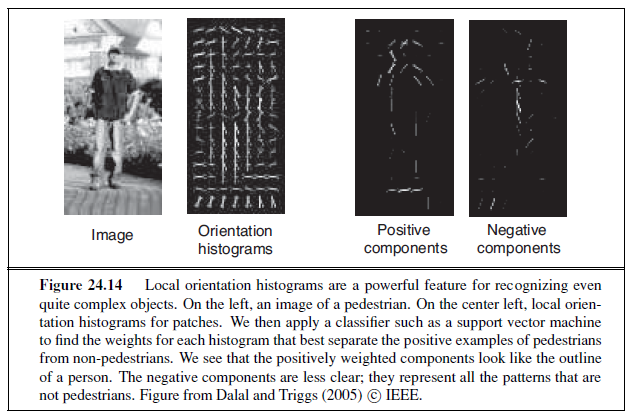 Image
Orientation
histograms
Positive
components
Negative
components
Figure 24.14 Local orientation histograms are a powerful feature for recognizing even
quite complex objects. On the left, an image of a pedestrian. On the center left, local orien-
tation histograms for patches. We then apply a classifier such as a support vector machine
to find the weights for each histogram that best separate the positive examples of pedestrians
from non-pedestrians. We see that the positively weighted components look like the outline
of a person. The negative components are less clear; they represent all the patterns that are
not pedestrians. Figure from Dalal and Triggs (2005) © IEEE.